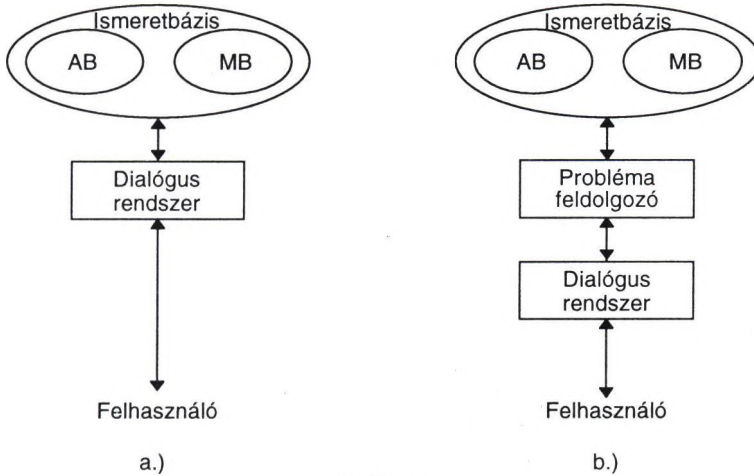 Ismeretbázis
AB MB
Dialógus
rendszer
Felhasználó
a.)
Ismeretbázis
AB MB
Probléma
feldolgozó
Dialógus
rendszer
Felhasználó
b.)